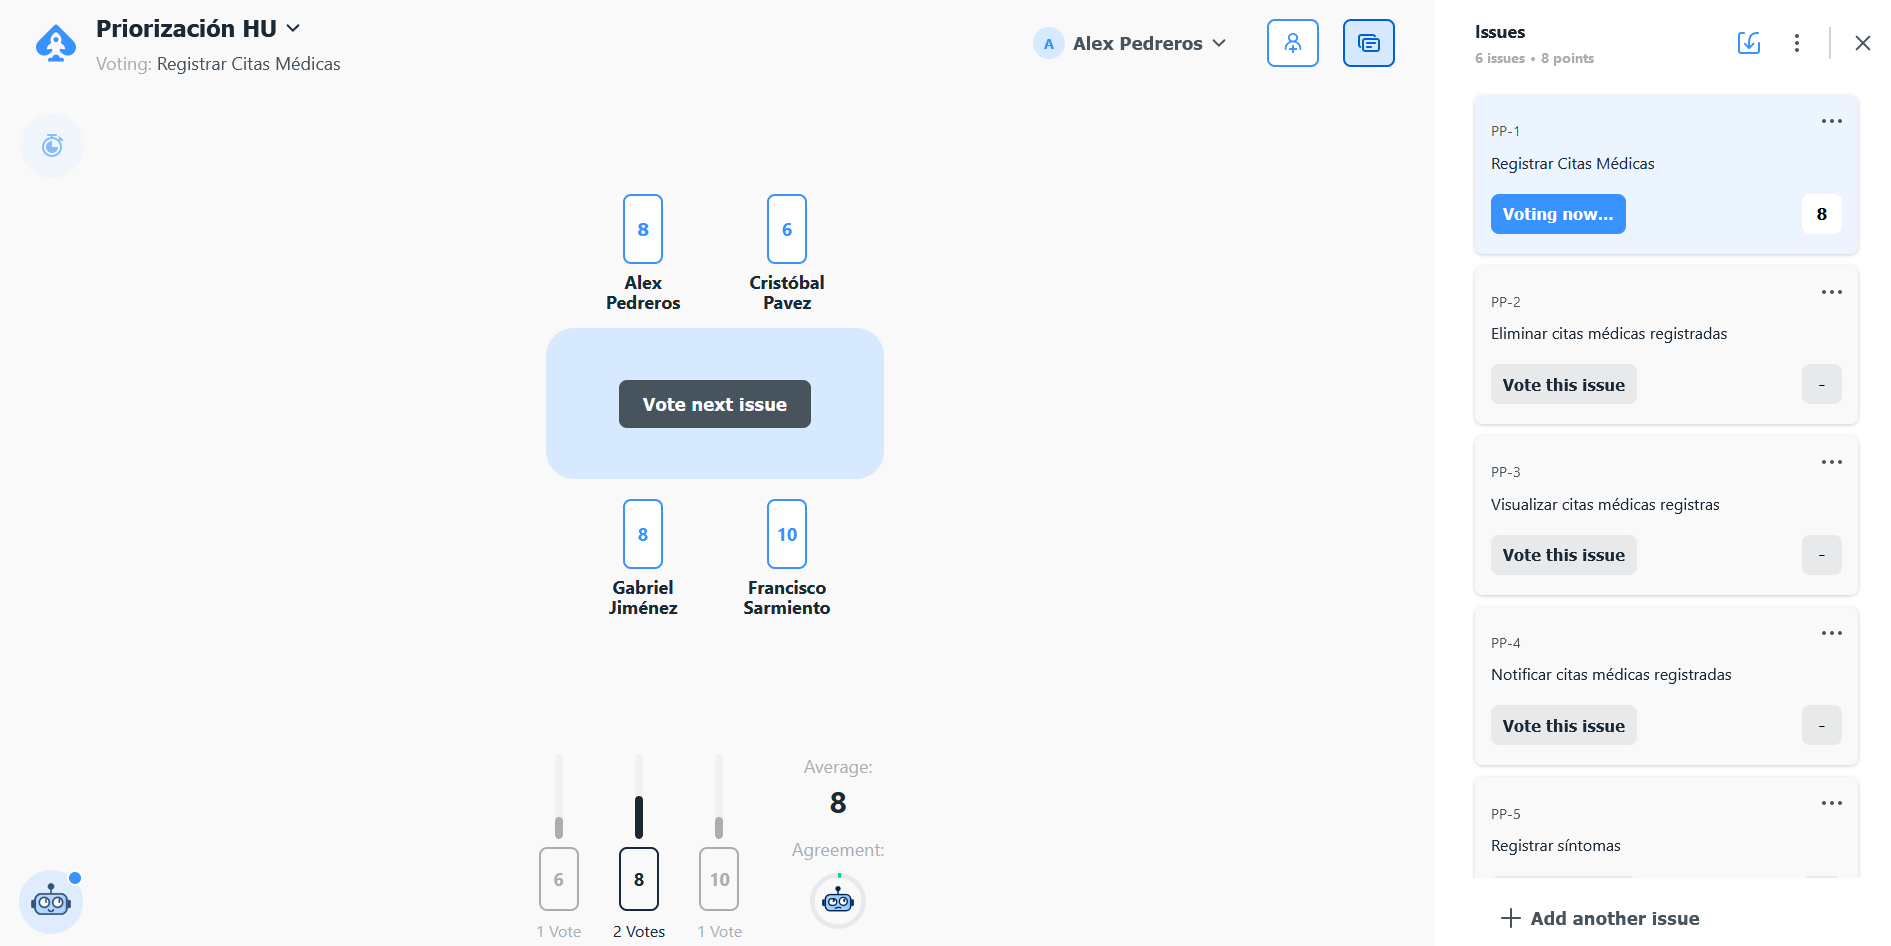 Priorización HU
Voting: Registrar Citas Médicas
A Alex Pedreros
8
6
Alex
Pedreros
Cristóbal
Pavez
Vote next issue
8
10
Gabriel
Jiménez
Francisco
Sarmiento
6
8
10
1 Vote
2 Votes
1 Vote
Average:
8
Agreement:
Issues
6 issues • 8 points
PP-1
Registrar Citas Médicas
Voting now...
8
PP-2
Eliminar citas médicas registradas
Vote this issue
-
PP-3
Visualizar citas médicas registras
Vote this issue
-
PP-4
Notificar citas médicas registradas
Vote this issue
-
PP-5
Registrar síntomas
Add another issue